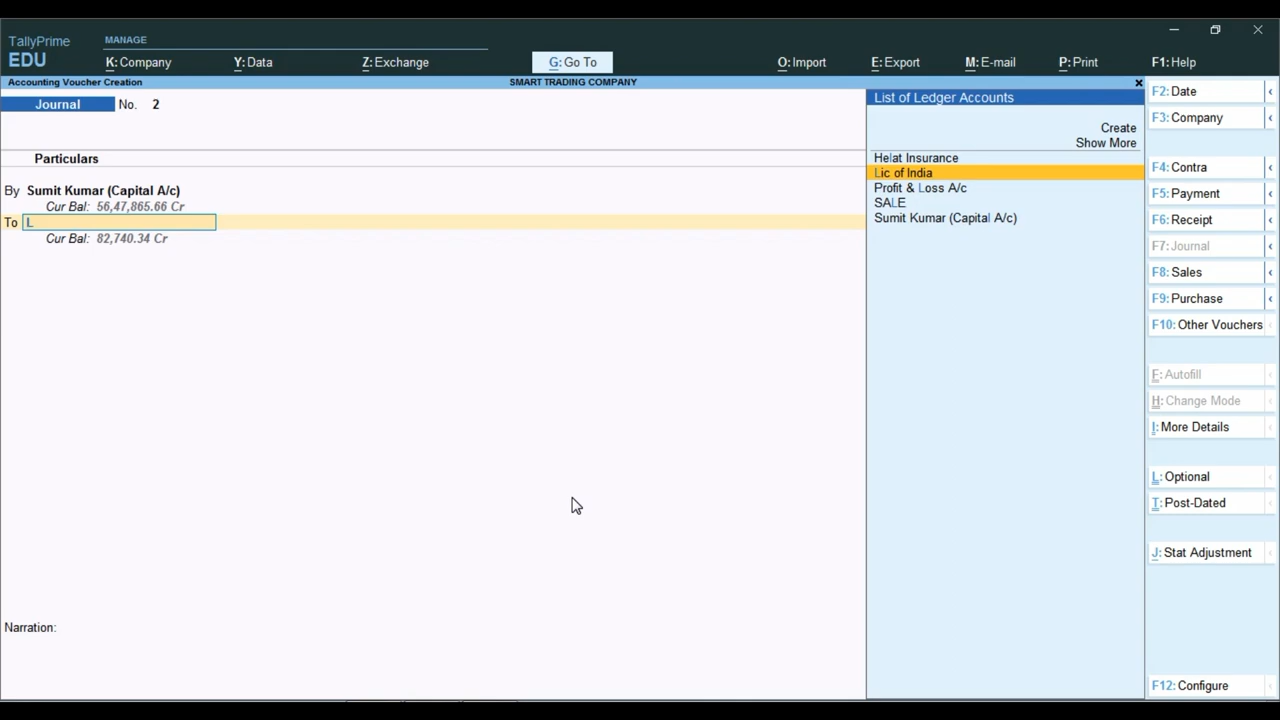 TallyPrime
EDU
MANAGE
K: Company
Y: Data
Z: Exchange
G: Go To
O: Import
E: Export
M: E-mail
P: Print
F1: Help
Accounting Voucher Creation
SMART TRADING COMPANY
Journal No. 2
Particulars
By Sumit Kumar (Capital A/c)
Cur Bal: 56,47,865.66 Cr
To L
Cur Bal: 82,740.34 Cr
Narration:
List of Ledger Accounts
Create
Show More
Helat Insurance
Lic of India
Profit & Loss A/c
SALE
Sumit Kumar (Capital A/c)
F2: Date
F3: Company
F4: Contra
F5: Payment
F6: Receipt
F7: Journal
F8: Sales
F9: Purchase
F10: Other Vouchers
F: Autofill
H: Change Mode
I: More Details
L: Optional
T: Post-Dated
J: Stat Adjustment
F12: Configure